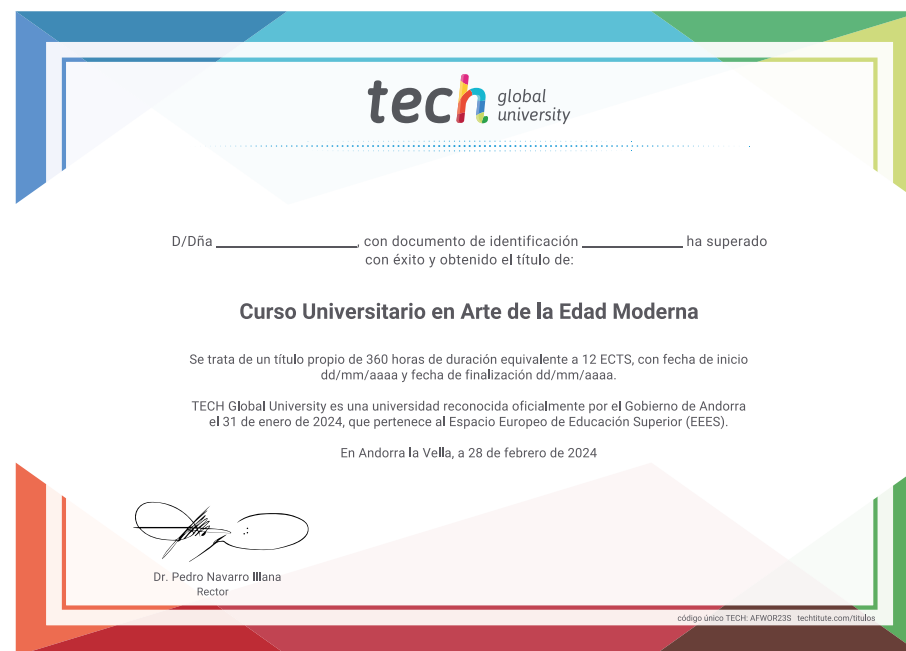 tech global university
D/Dña ____________________, con documento de identificación ______________ ha superado
con éxito y obtenido el título de:
Curso Universitario en Arte de la Edad Moderna
Se trata de un título propio de 360 horas de duración equivalente a 12 ECTS, con fecha de inicio
dd/mm/aaaa y fecha de finalización dd/mm/aaaa.
TECH Global University es una universidad reconocida oficialmente por el Gobierno de Andorra
el 31 de enero de 2024, que pertenece al Espacio Europeo de Educación Superior (EEES).
En Andorra la Vella, a 28 de febrero de 2024
Dr. Pedro Navarro Illana
Rector
código único TECH: AFWOR23S techtitute.com/titulos